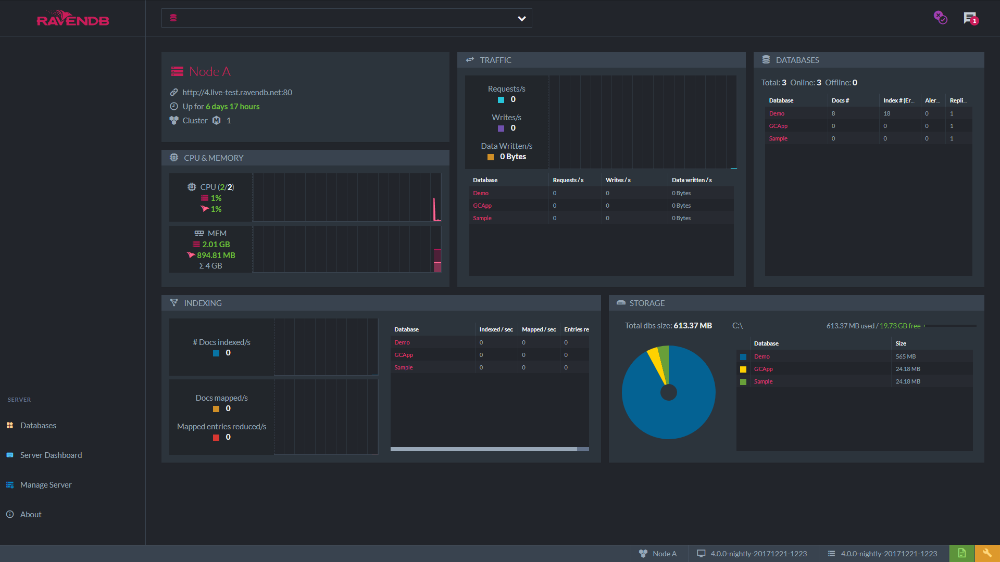 RAVENDB
1
Node A
http://4.live-test.ravendb.net:80
Up for 6 days 17 hours
Cluster M 1
CPU & MEMORY
CPU (2/2)
1%
1%
MEM
2.01 GB
894.81 MB
Σ 4 GB
TRAFFIC
Requests/s
0
Writes/s
0
Data Written/s
0 Bytes
Database Requests / s Writes / s Data written / s
Demo 0 0 0 Bytes
GCApp 0 0 0 Bytes
Sample 0 0 0 Bytes
DATABASES
Total: 3 Online: 3 Offline: 0
Database Docs # Index # (Er... Aler... Repli...
Demo 8 18 0 1
GCApp 0 0 0 1
Sample 0 0 0 1
INDEXING
# Docs indexed/s
0
Docs mapped/s
0
Mapped entries reduced/s
0
Database Indexed / sec Mapped / sec Entries re
Demo 0 0 0
GCApp 0 0 0
Sample 0 0 0
STORAGE
Total dbs size: 613.37 MB
C:\ 613.37 MB used / 19.73 GB free
Database Size
Demo 565 MB
GCApp 24.18 MB
Sample 24.18 MB
SERVER
Databases
Server Dashboard
Manage Server
About
Node A 4.0.0-nightly-20171221-1223 4.0.0-nightly-20171221-1223